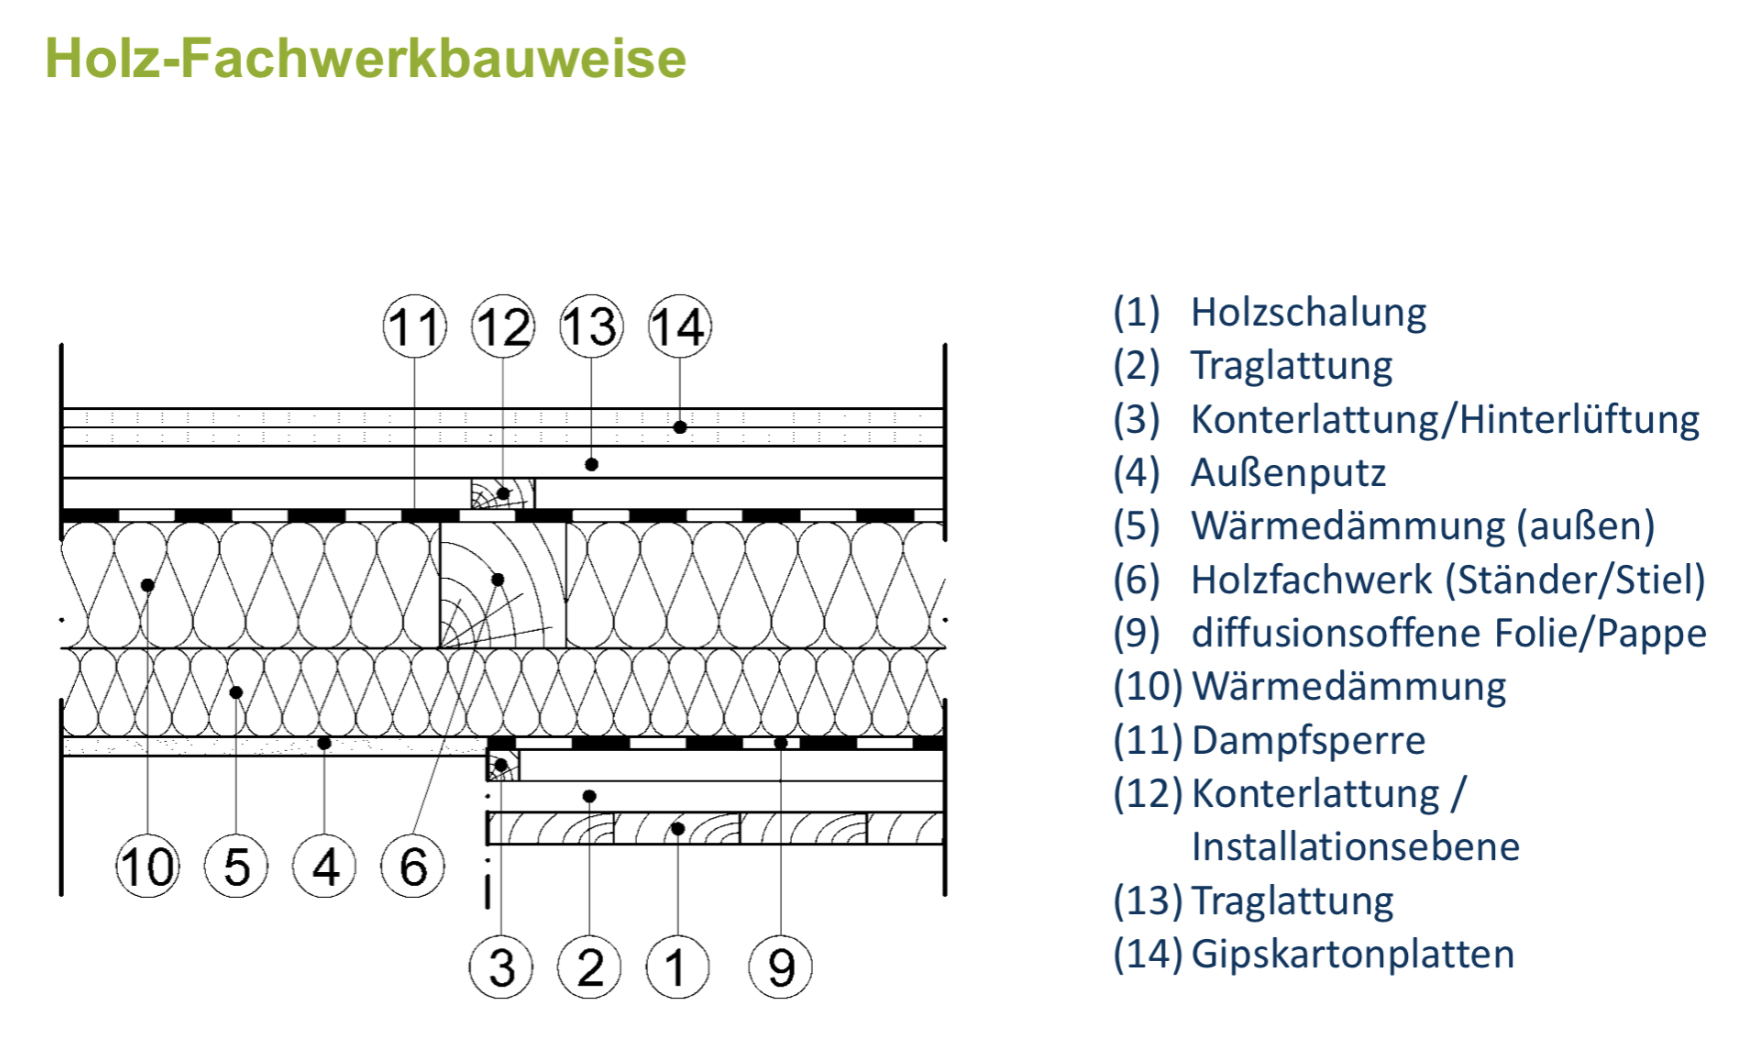 Holz-Fachwerkbauweise
11 12 13 14
10 5 4 6
3 2 1 9
(1) Holzschalung
(2) Traglattung
(3) Konterlattung/Hinterlüftung
(4) Außenputz
(5) Wärmedämmung (außen)
(6) Holzfachwerk (Ständer/Stiel)
(9) diffusionsoffene Folie/Pappe
(10) Wärmedämmung
(11) Dampfsperre
(12) Konterlattung /
Installationsebene
(13) Traglattung
(14) Gipskartonplatten